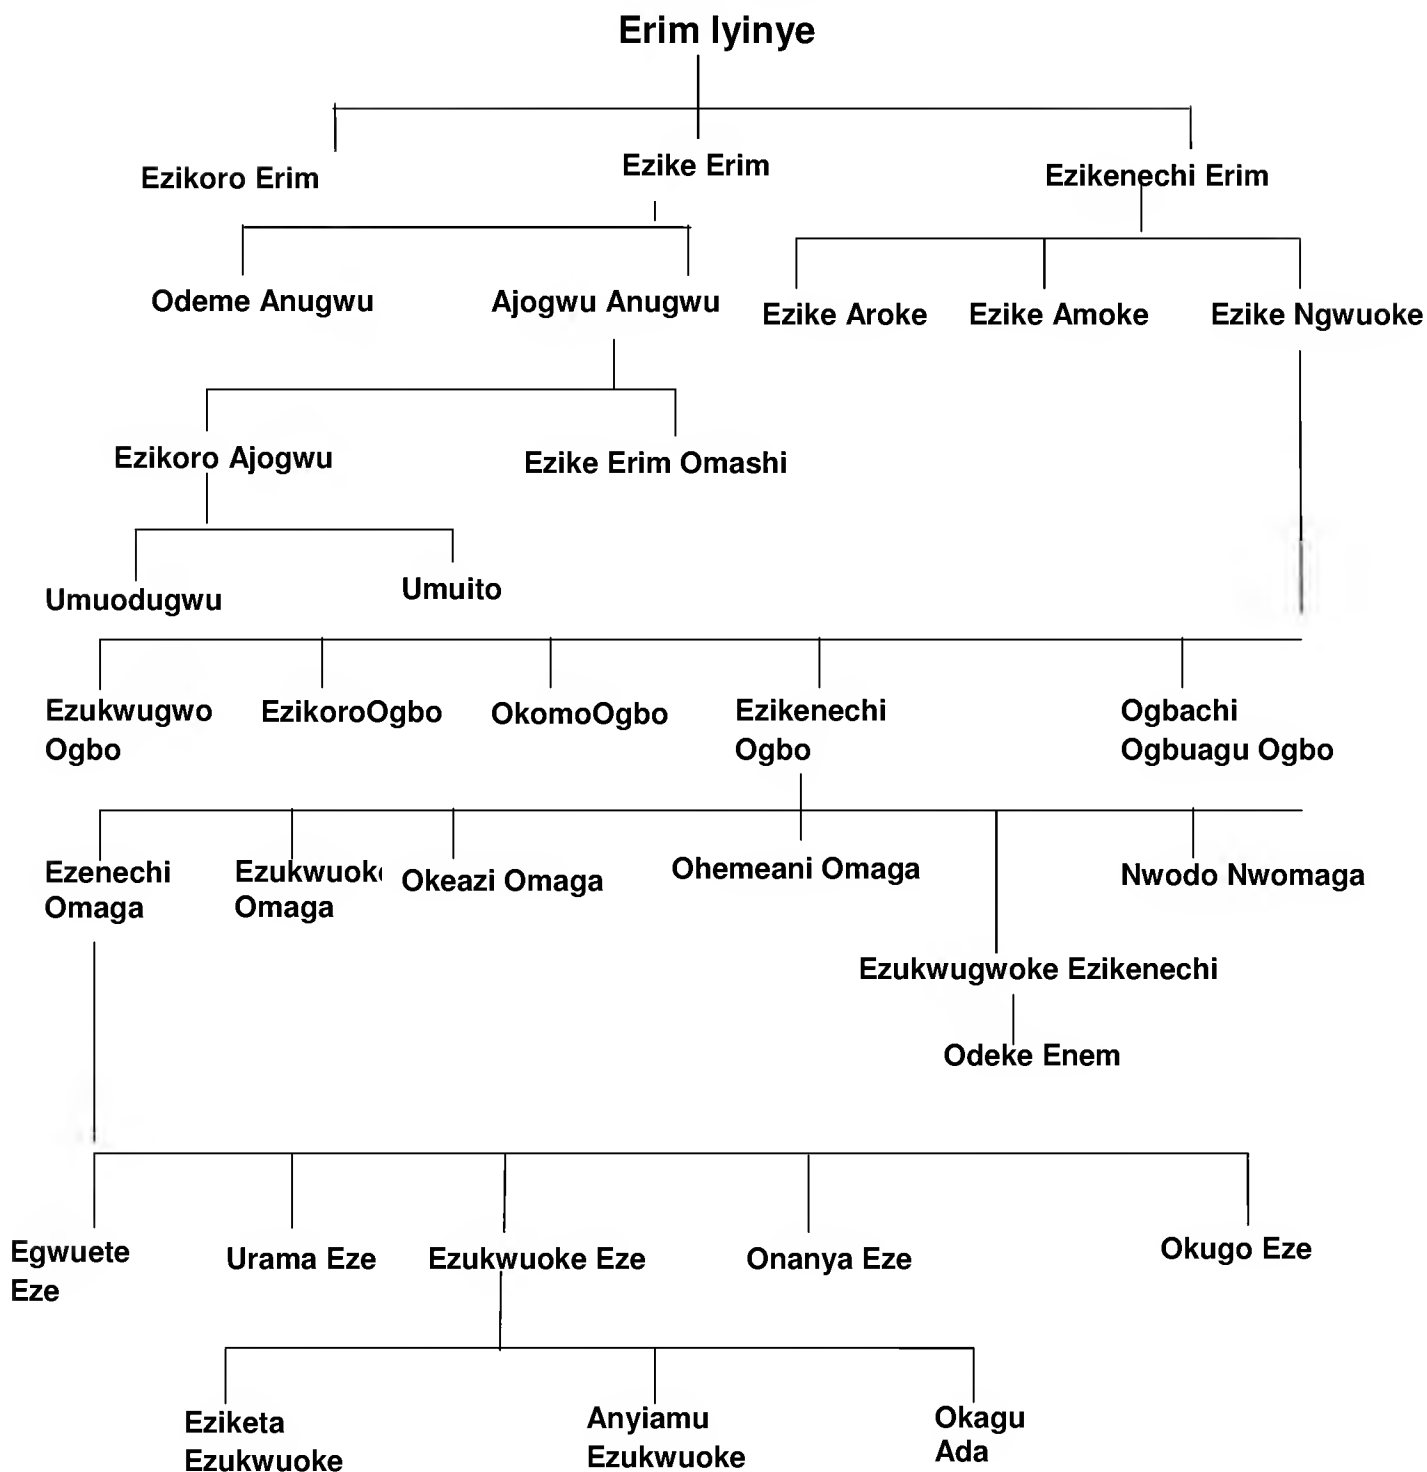 Erim Iyinye
Ezikoro Erim
Ezike Erim
Ezikenechi Erim
Odeme Anugwu
Ajogwu Anugwu
Ezike Aroke
Ezike Amoke
Ezike Ngwuoke
Ezikoro Ajogwu
Ezike Erim Omashi
Umuodugwu
Umuito
Ezukwugwo
Ogbo
EzikoroOgbo
OkomoOgbo
Ezikenechi
Ogbo
Ogbachi
Ogbuagu Ogbo
Ezenechi
Omaga
Omaga
Okeazi Omaga
Ohemeani Omaga
Nwodo Nwomaga
Ezukwugwoke Ezikenechi
Odeke Enem
Egwuete
Eze
Urama Eze
Ezukwuoke Eze
Onanya Eze
Okugo Eze
Eziketa
Ezukwuoke
Anyiamu
Ezukwuoke
Okagu
Ada